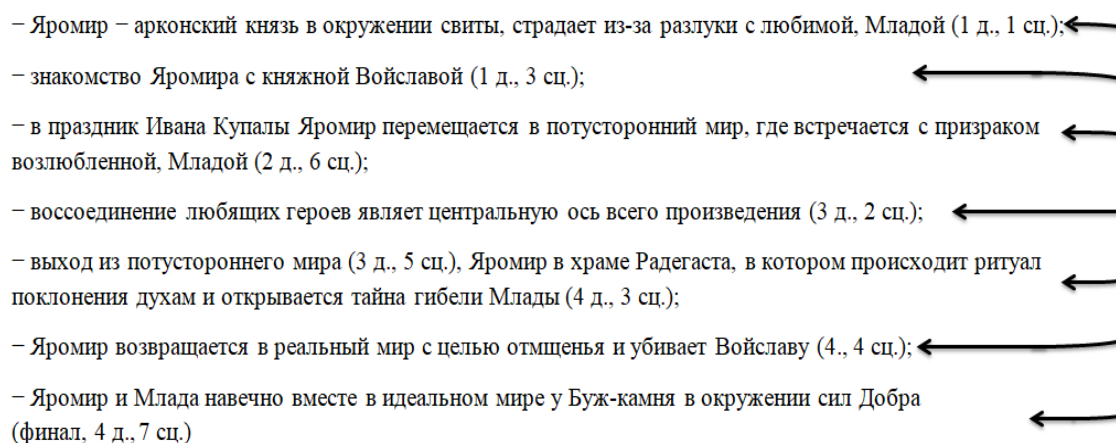 − Яромир − арконский князь в окружении свиты, страдает из-за разлуки с любимой, Младой (1 д., 1 сц.);
− знакомство Яромира с княжной Войславой (1 д., 3 сц.);
− в праздник Ивана Купалы Яромир перемещается в потусторонний мир, где встречается с призраком
возлюбленной, Младой (2 д., 6 сц.);
− воссоединение любящих героев являет центральную ось всего произведения (3 д., 2 сц.);
− выход из потустороннего мира (3 д., 5 сц.), Яромир в храме Радегаста, в котором происходит ритуал
поклонения духам и открывается тайна гибели Млады (4 д., 3 сц.);
− Яромир возвращается в реальный мир с целью отмщенья и убивает Войславу (4., 4 сц.);
− Яромир и Млада навечно вместе в идеальном мире у Буж-камня в окружении сил Добра
(финал, 4 д., 7 сц.)